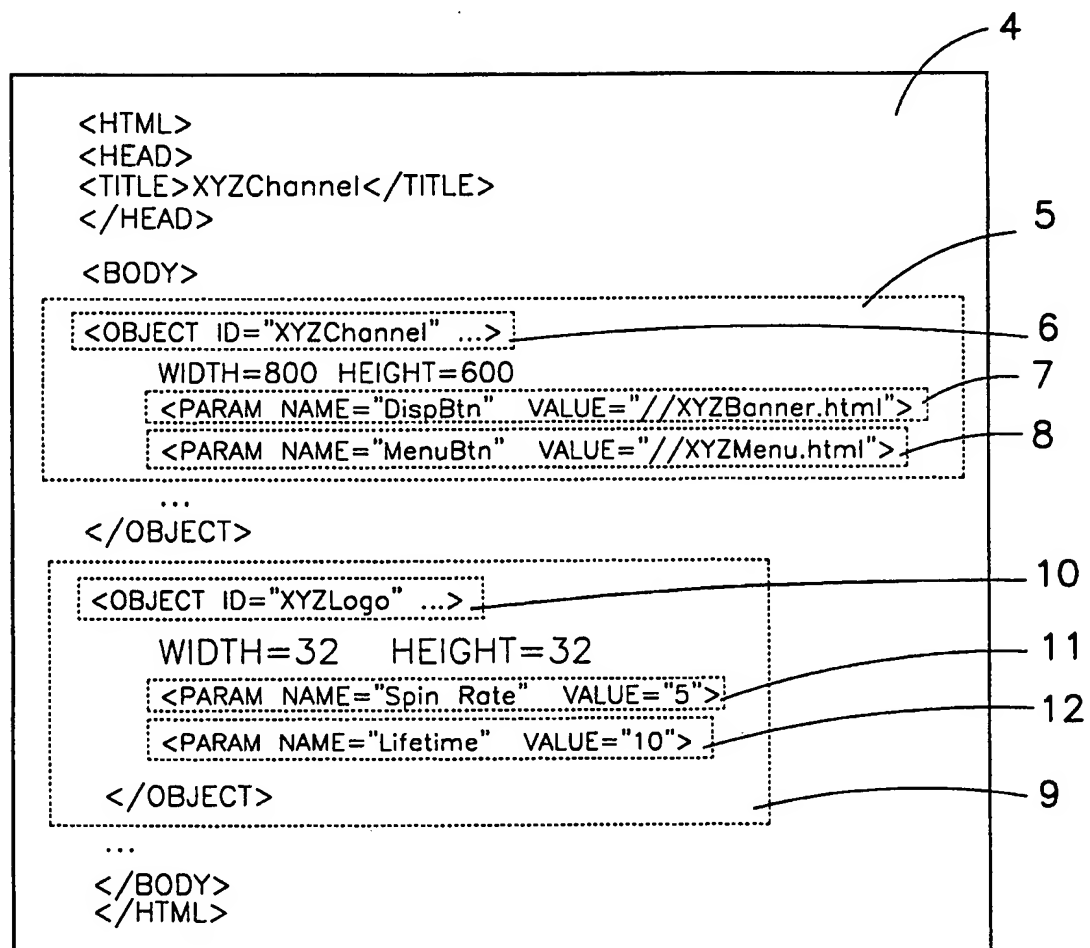 4
<HTML>
<HEAD>
<TITLE>XYZChannel</TITLE>
</HEAD>
5
<BODY>
<OBJECT ID="XYZChannel" ...>
6
WIDTH=800 HEIGHT=600
7
<PARAM NAME="DispBtn" VALUE="//XYZBanner.html">
<PARAM NAME="MenuBtn" VALUE="//XYZMenu.html">
8
...
</OBJECT>
<OBJECT ID="XYZLogo" ...>
10
WIDTH=32 HEIGHT=32
11
<PARAM NAME="Spin Rate" VALUE="5">
12
<PARAM NAME="Lifetime" VALUE="10">
</OBJECT>
9
...
</BODY>
</HTML>